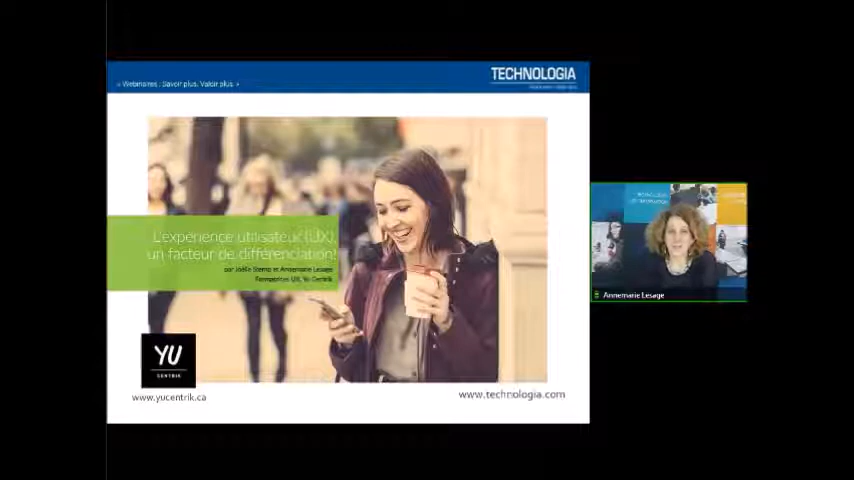 « Webinaires : Savoir plus, Valoir plus »
TECHNOLOGIA
L'expérience utilisateur (UX),
un facteur de différenciation!
par Joëlle Stemp et Annemarie Lesage
Formatrices UX, Yu Centrik
YU
CENTRIK
www.yucentrik.ca
www.technologia.com
Annemarie Lesage